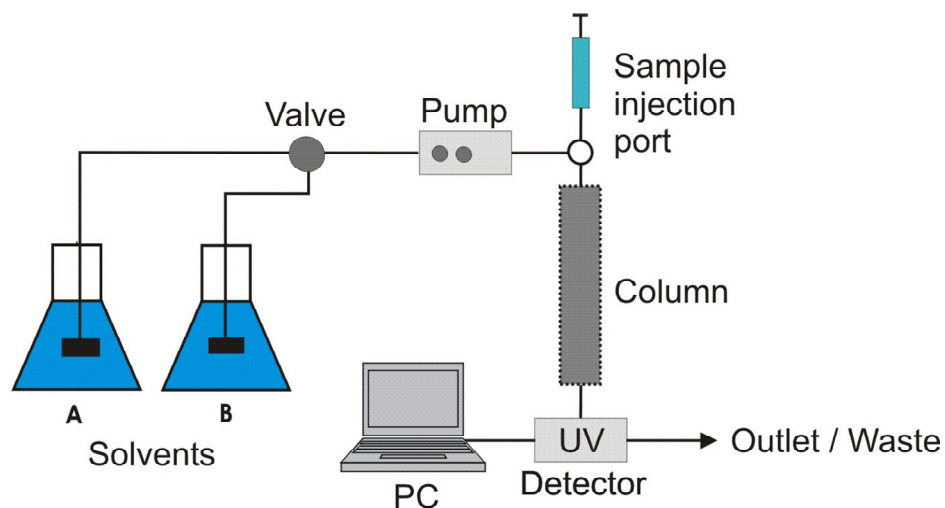 Valve
Pump
Sample
injection
port
Column
A
B
Solvents
PC
UV
Detector
Outlet / Waste